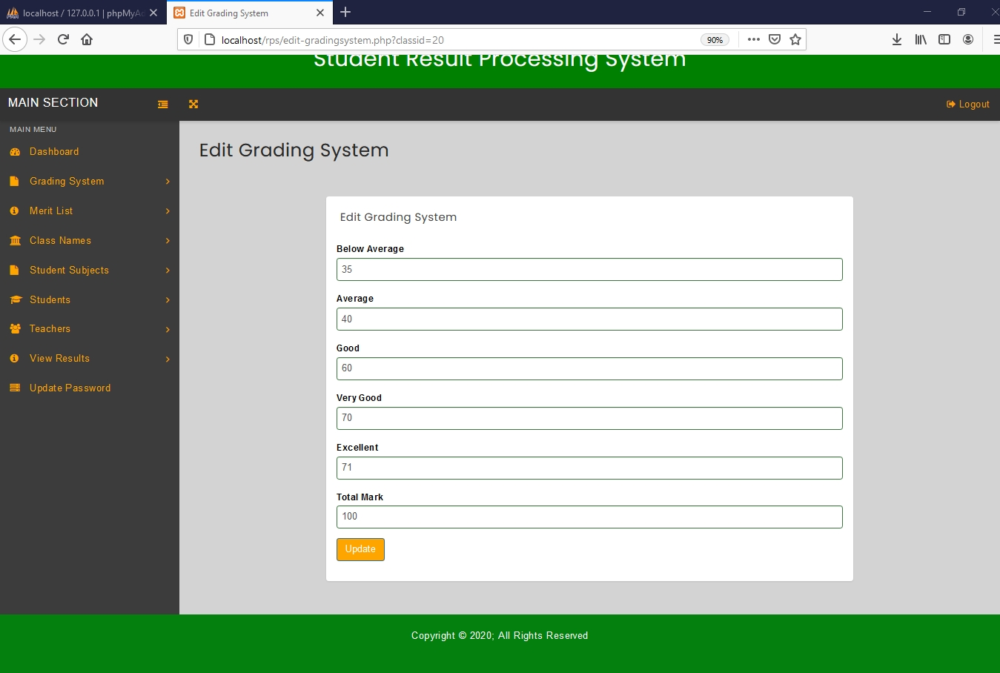 localhost / 127.0.0.1 | phpMyAd
Edit Grading System
localhost/rps/edit-gradingsystem.php?classid=20
90%
Student Result Processing System
MAIN SECTION
Logout
MAIN MENU
Dashboard
Grading System
Merit List
Class Names
Student Subjects
Students
Teachers
View Results
Update Password
Edit Grading System
Edit Grading System
Below Average
35
Average
40
Good
60
Very Good
70
Excellent
71
Total Mark
100
Update
Copyright © 2020; All Rights Reserved